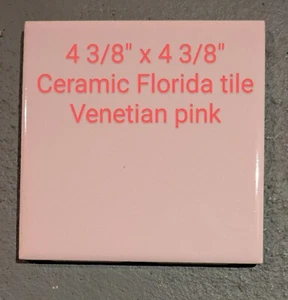 4 3/8" x 4 3/8"
Ceramic Florida tile
Venetian pink